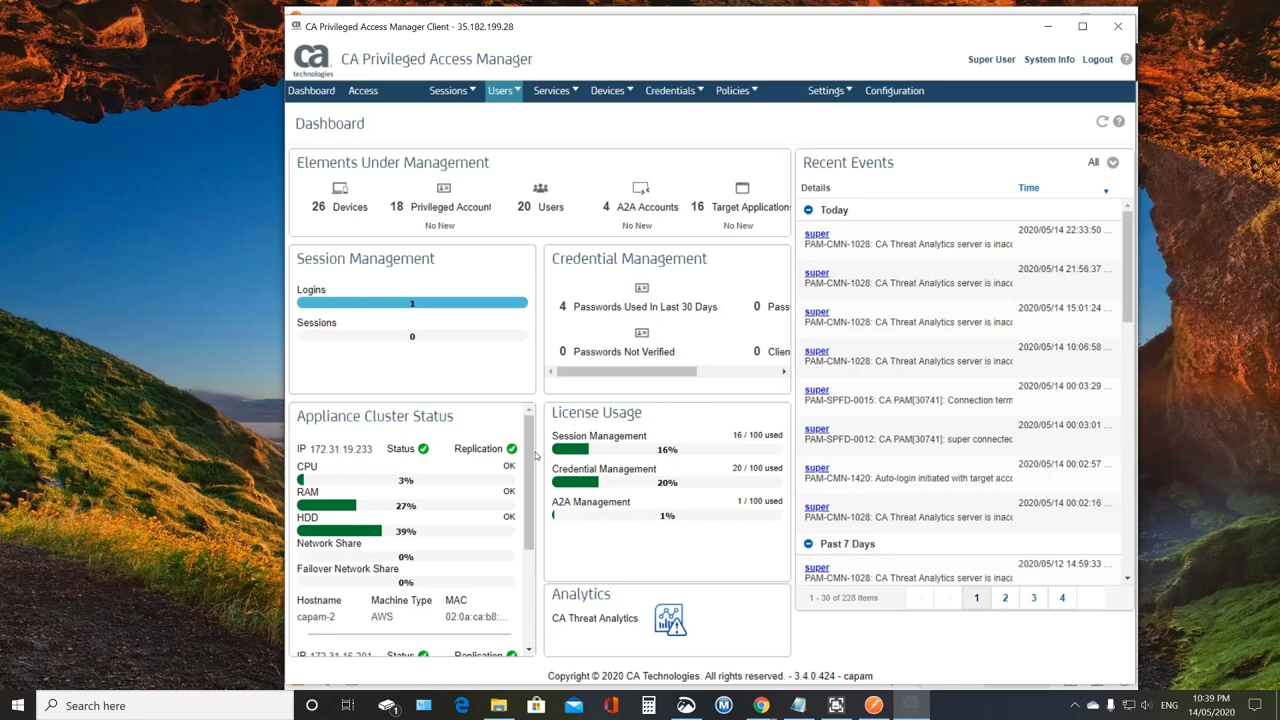 CA Privileged Access Manager Client - 35.182.199.28
ca
technologies
CA Privileged Access Manager
Super User System Info Logout
Dashboard Access Sessions Users Services Devices Credentials Policies Settings Configuration
Dashboard
Elements Under Management
26 Devices 18 Privileged Account 20 Users 4 A2A Accounts 16 Target Applications
No New No New No New
Session Management
Logins
1
Sessions
0
Credential Management
4 Passwords Used In Last 30 Days 0 Pass
0 Passwords Not Verified 0 Clien
Appliance Cluster Status
IP 172.31.19.233 Status Replication
CPU OK
3%
RAM OK
27%
HDD OK
39%
Network Share
0%
Failover Network Share
0%
Hostname Machine Type MAC
capam-2 AWS 02:0a:ca:b8:...
IP 172.31.16.201 Status Replication
License Usage
Session Management 16 / 100 used
16%
Credential Management 20 / 100 used
20%
A2A Management 1 / 100 used
1%
Analytics
CA Threat Analytics
Recent Events All
Details Time
Today
super 2020/05/14 22:33:50 ...
PAM-CMN-1028: CA Threat Analytics server is inacc
super 2020/05/14 21:56:37 ...
PAM-CMN-1028: CA Threat Analytics server is inacc
super 2020/05/14 15:01:24 ...
PAM-CMN-1028: CA Threat Analytics server is inacc
super 2020/05/14 10:06:58 ...
PAM-CMN-1028: CA Threat Analytics server is inacc
super 2020/05/14 00:03:29 ...
PAM-SPFD-0015: CA PAM[30741]: Connection term
super 2020/05/14 00:03:01 ...
PAM-SPFD-0012: CA PAM[30741]: super connected
super 2020/05/14 00:02:57 ...
PAM-CMN-1420: Auto-login initiated with target acco
super 2020/05/14 00:02:16 ...
PAM-CMN-1028: CA Threat Analytics server is inacc
Past 7 Days
super 2020/05/12 14:59:33 ...
PAM-CMN-1028: CA Threat Analytics server is inacc
1 - 30 of 228 Items 1 2 3 4
Copyright © 2020 CA Technologies. All rights reserved. - 3.4.0.424 - capam
Search here
ENG
10:39 PM
14/05/2020